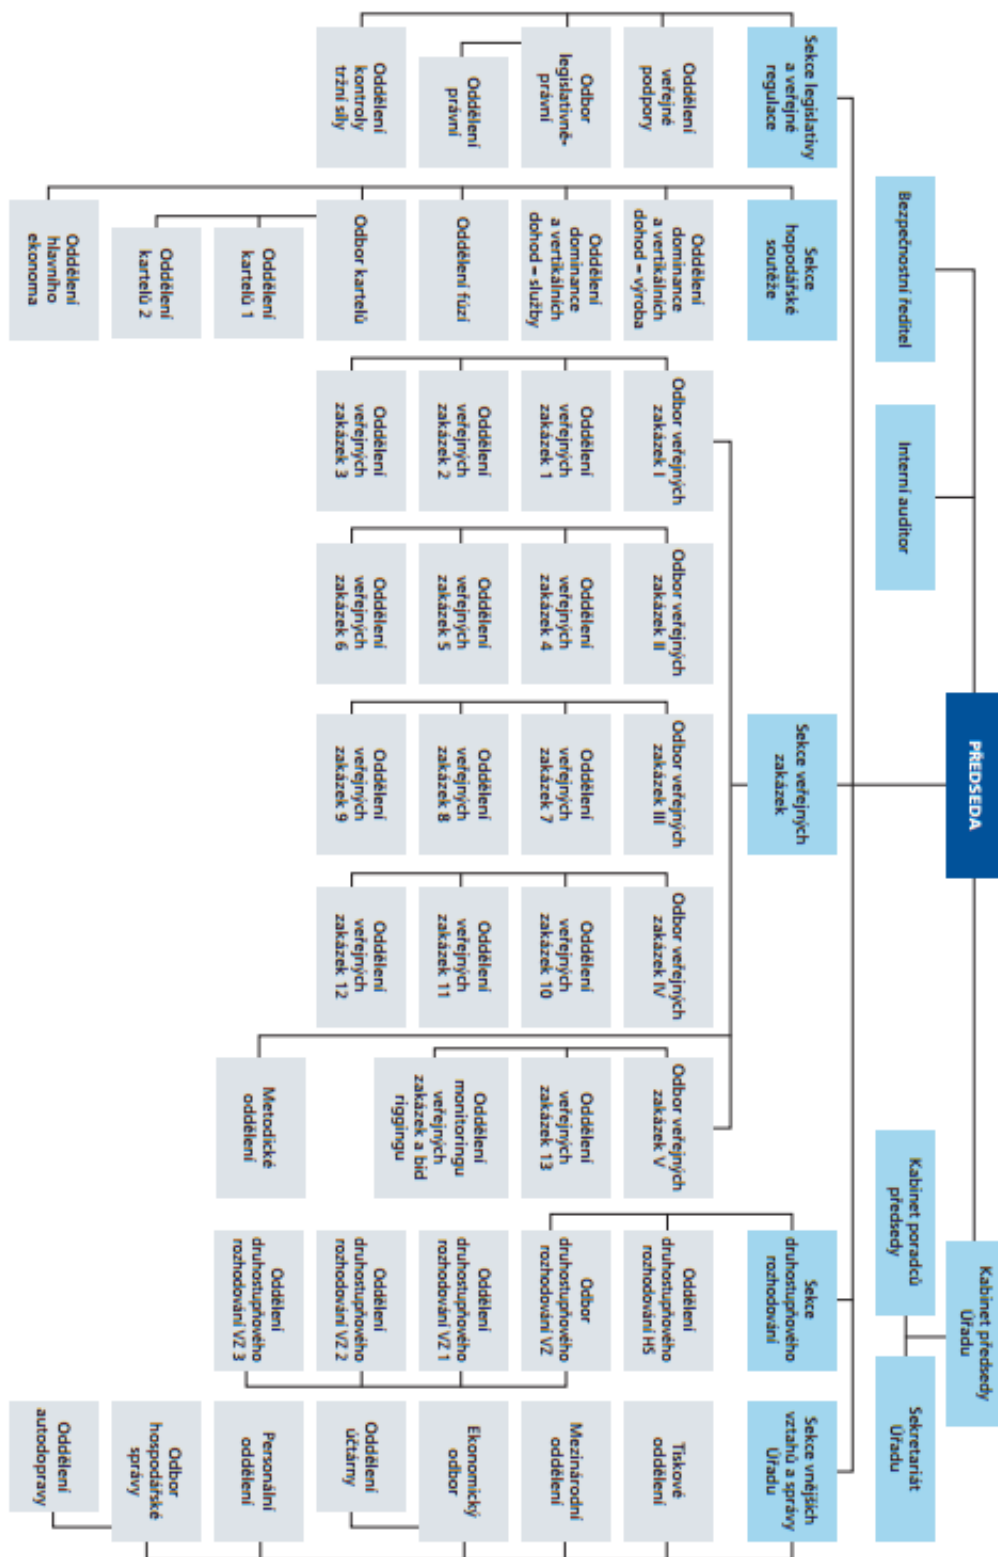 PŘEDSEDA
Bezpečnostní ředitel
Interní auditor
Kabinet předsedy
Úřadu
Kabinet poradců
předsedy
Sekretariát
Úřadu
Sekce legislativy
a veřejné
regulace
Oddělení
veřejné
podpory
Odbor
legislativně-
právní
Oddělení
právní
Oddělení
kontroly
tržní síly
Sekce
hopodářské
soutěže
Oddělení
dominance
a vertikálních
dohod – výroba
Oddělení
dominance
a vertikálních
dohod – služby
Oddělení fúzí
Odbor kartelů
Oddělení
kartelů 1
Oddělení
kartelů 2
Oddělení
hlavního
ekonoma
Sekce veřejných
zakázek
Odbor veřejných
zakázek I
Oddělení
veřejných
zakázek 1
Oddělení
veřejných
zakázek 2
Oddělení
veřejných
zakázek 3
Odbor veřejných
zakázek II
Oddělení
veřejných
zakázek 4
Oddělení
veřejných
zakázek 5
Oddělení
veřejných
zakázek 6
Odbor veřejných
zakázek III
Oddělení
veřejných
zakázek 7
Oddělení
veřejných
zakázek 8
Oddělení
veřejných
zakázek 9
Odbor veřejných
zakázek IV
Oddělení
veřejných
zakázek 10
Oddělení
veřejných
zakázek 11
Oddělení
veřejných
zakázek 12
Odbor veřejných
zakázek V
Oddělení
veřejných
zakázek 13
Oddělení
monitoringu
veřejných
zakázek a bid
riggingu
Metodické
oddělení
Sekce
druhostupňového
rozhodování
Oddělení
druhostupňového
rozhodování HS
Odbor
druhostupňového
rozhodování VZ
Oddělení
druhostupňového
rozhodování VZ 1
Oddělení
druhostupňového
rozhodování VZ 2
Oddělení
druhostupňového
rozhodování VZ 3
Sekce vnějších
vztahů a správy
Úřadu
Tiskové
oddělení
Mezinárodní
oddělení
Ekonomický
odbor
Oddělení
účtárny
Personální
oddělení
Odbor
hospodářské
správy
Oddělení
autodopravy